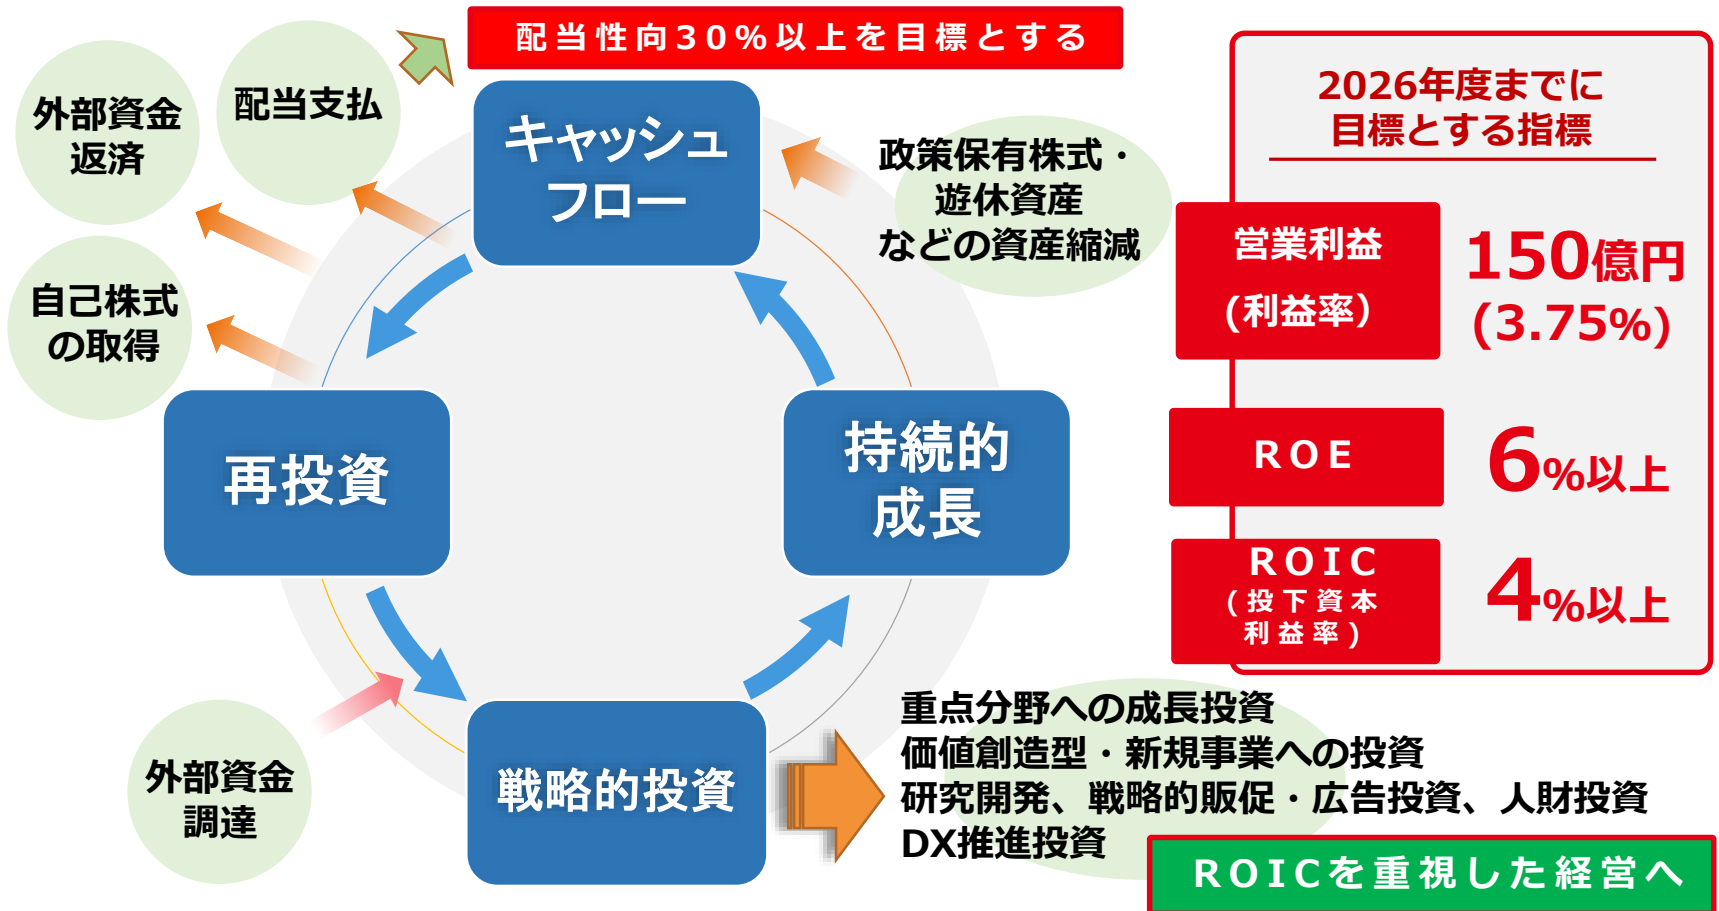 配当性向30%以上を目標とする
外部資金
返済
配当支払
キャッシュ
フロー
政策保有株式・
遊休資産
などの資産縮減
自己株式
の取得
再投資
持続的
成長
外部資金
調達
戦略的投資
重点分野への成長投資
価値創造型・新規事業への投資
研究開発、戦略的販促・広告投資、人財投資
DX推進投資
2026年度までに
目標とする指標
営業利益
(利益率）
150億円
(3.75%)
ROE
6%以上
ROIC
(投下資本
利益率)
4%以上
ROICを重視した経営へ